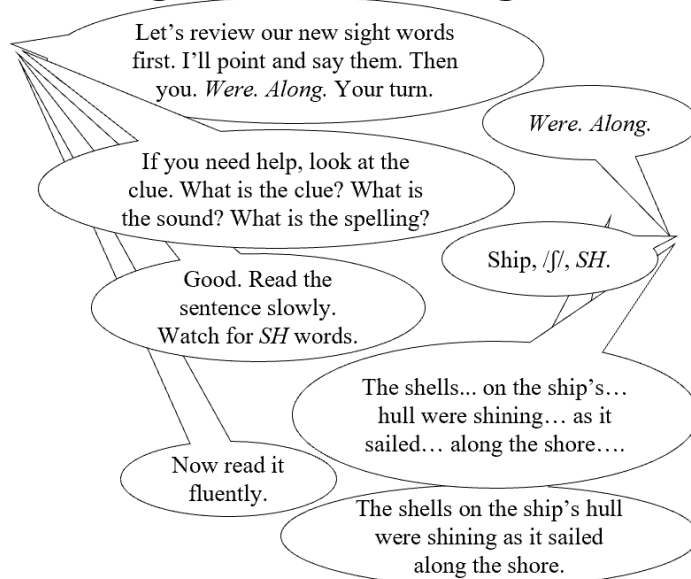 Let’s review our new sight words
first. I’ll point and say them. Then
you. Were. Along. Your turn.
Were. Along.
If you need help, look at the
clue. What is the clue? What is
the sound? What is the spelling?
Ship, /ʃ/, SH.
Good. Read the
sentence slowly.
Watch for SH words.
The shells... on the ship’s…
hull were shining… as it
sailed… along the shore….
Now read it
fluently.
The shells on the ship’s hull
were shining as it sailed
along the shore.